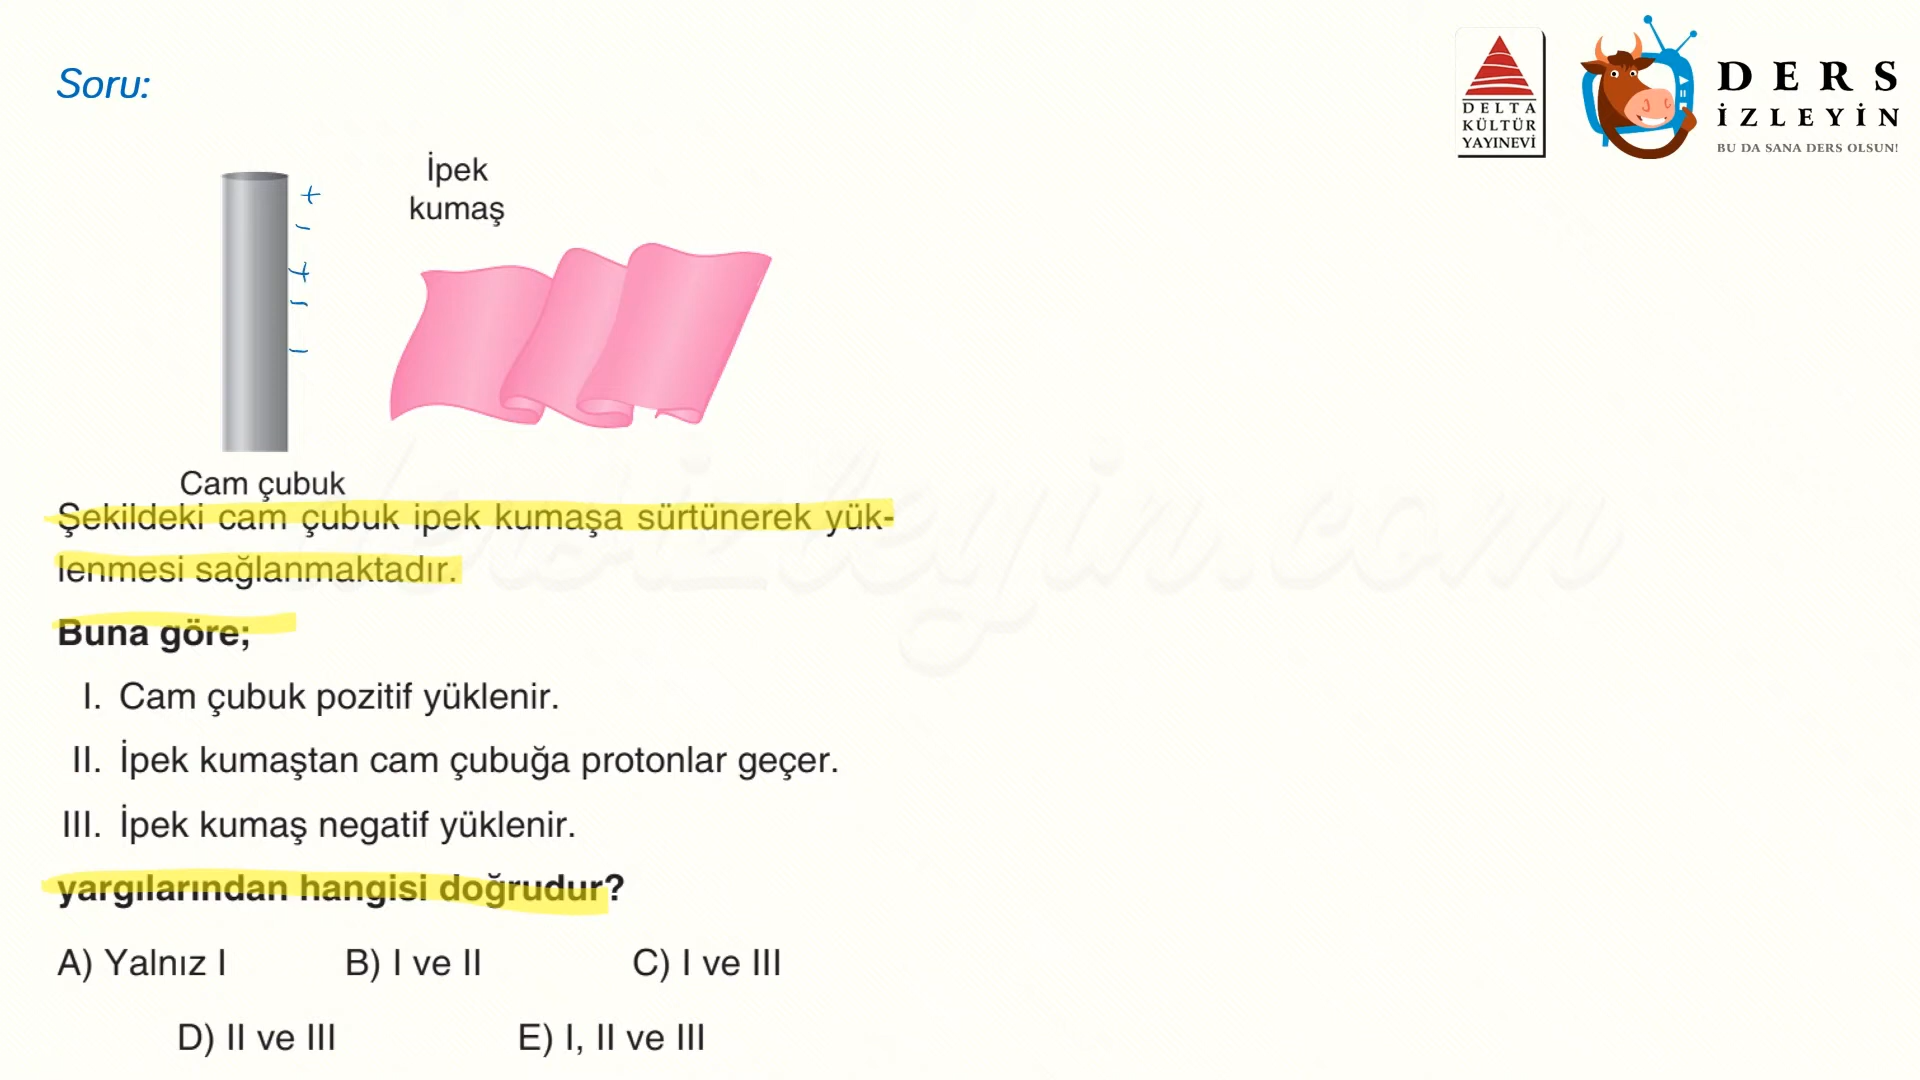 Soru:
DELTA
KÜLTÜR
YAYINEVİ
DERS
İZLEYİN
BU DA SANA DERS OLSUN!
İpek
kumaş
+
-
+
-
-
Cam çubuk
dersizleyin.com
Şekildeki cam çubuk ipek kumaşa sürtünerek yük-
lenmesi sağlanmaktadır.
Buna göre;
I. Cam çubuk pozitif yüklenir.
II. İpek kumaştan cam çubuğa protonlar geçer.
III. İpek kumaş negatif yüklenir.
yargılarından hangisi doğrudur?
A) Yalnız I B) I ve II C) I ve III
D) II ve III E) I, II ve III